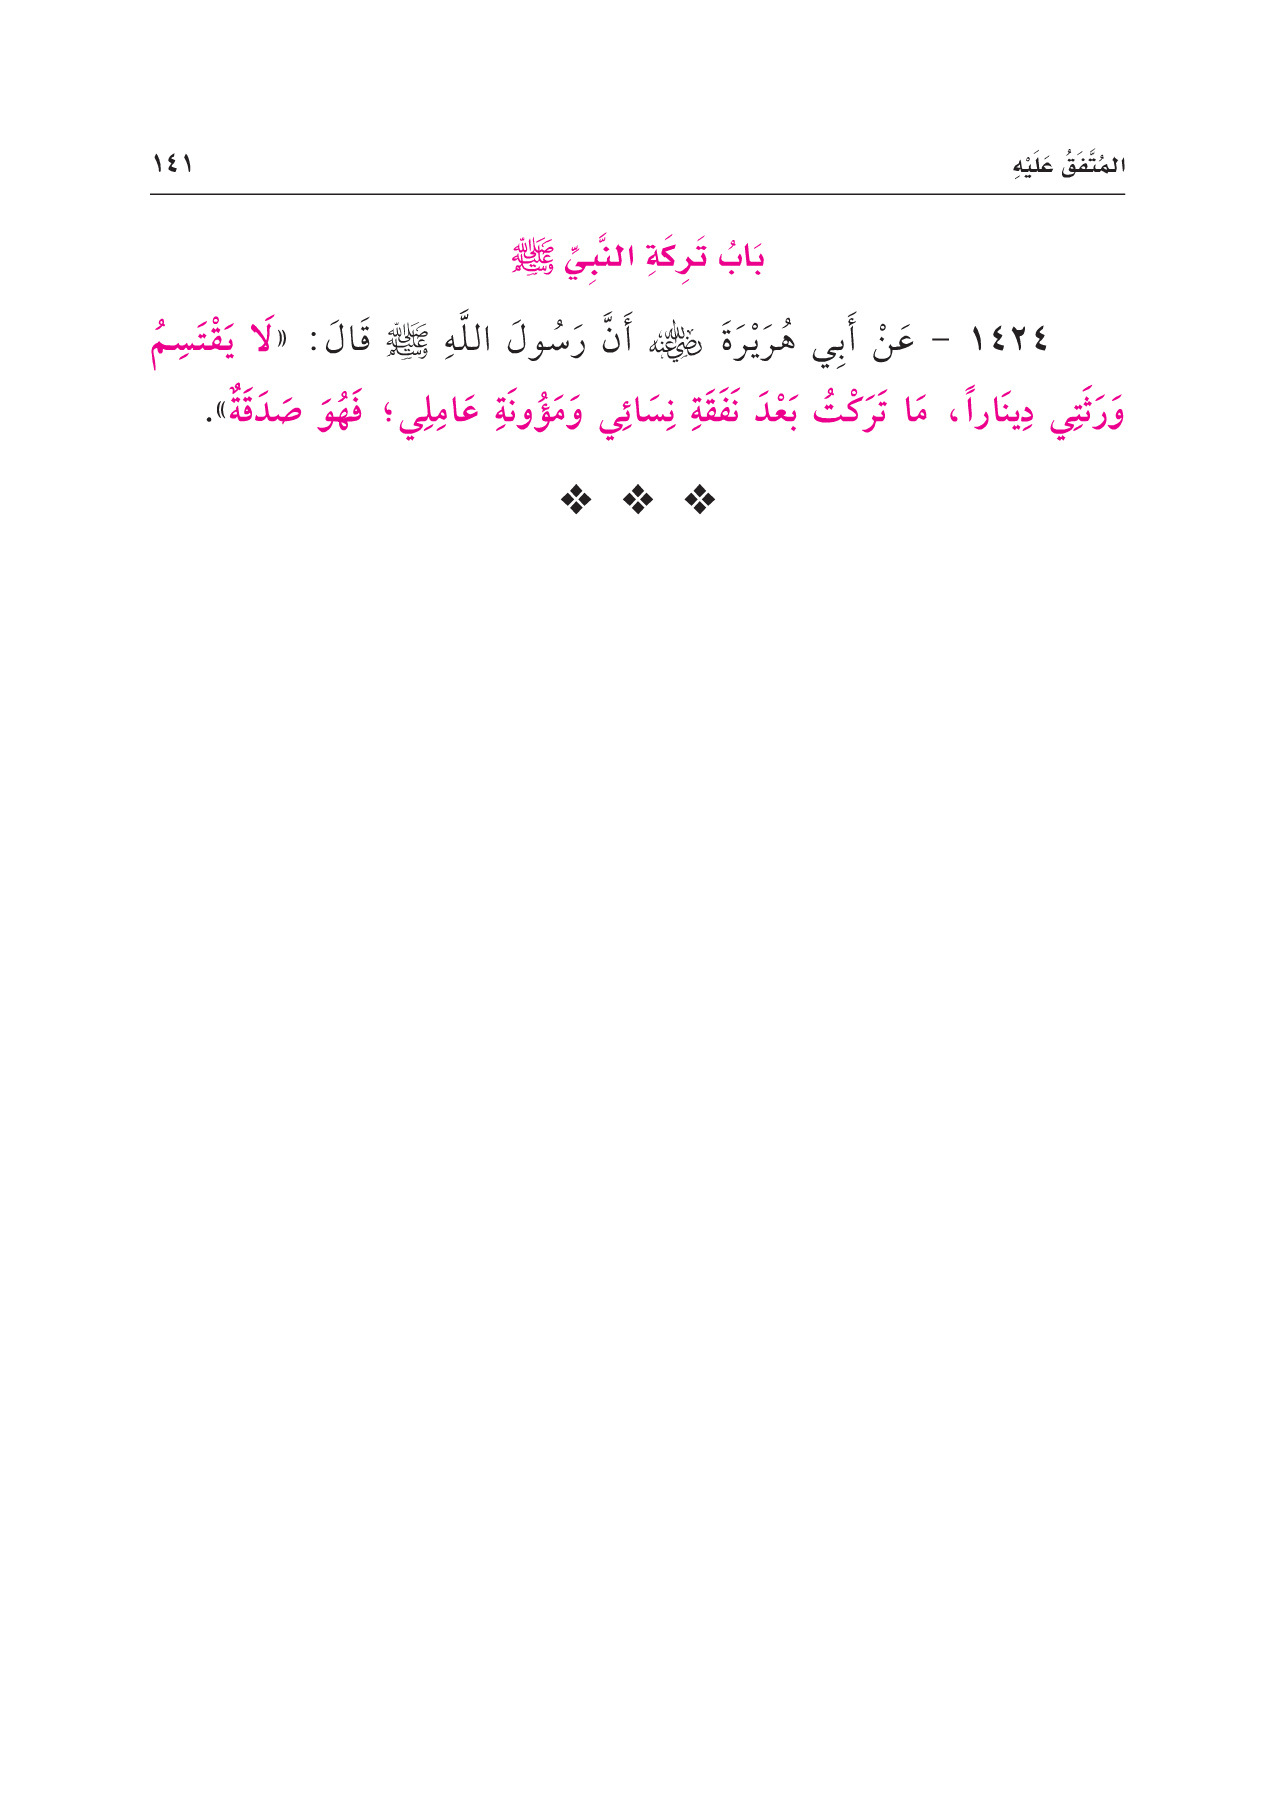 المُتَّفَقُ عَلَيْهِ ١٤١
بَابُ تَرِكَةِ النَّبِيِّ ﷺ
١٤٢٤ - عَنْ أَبِي هُرَيْرَةَ رضي الله عنه أَنَّ رَسُولَ اللَّهِ ﷺ قَالَ: «لَا يَقْتَسِمُ
وَرَثَتِي دِينَاراً، مَا تَرَكْتُ بَعْدَ نَفَقَةِ نِسَائِي وَمَؤُونَةِ عَامِلِي؛ فَهُوَ صَدَقَةٌ».